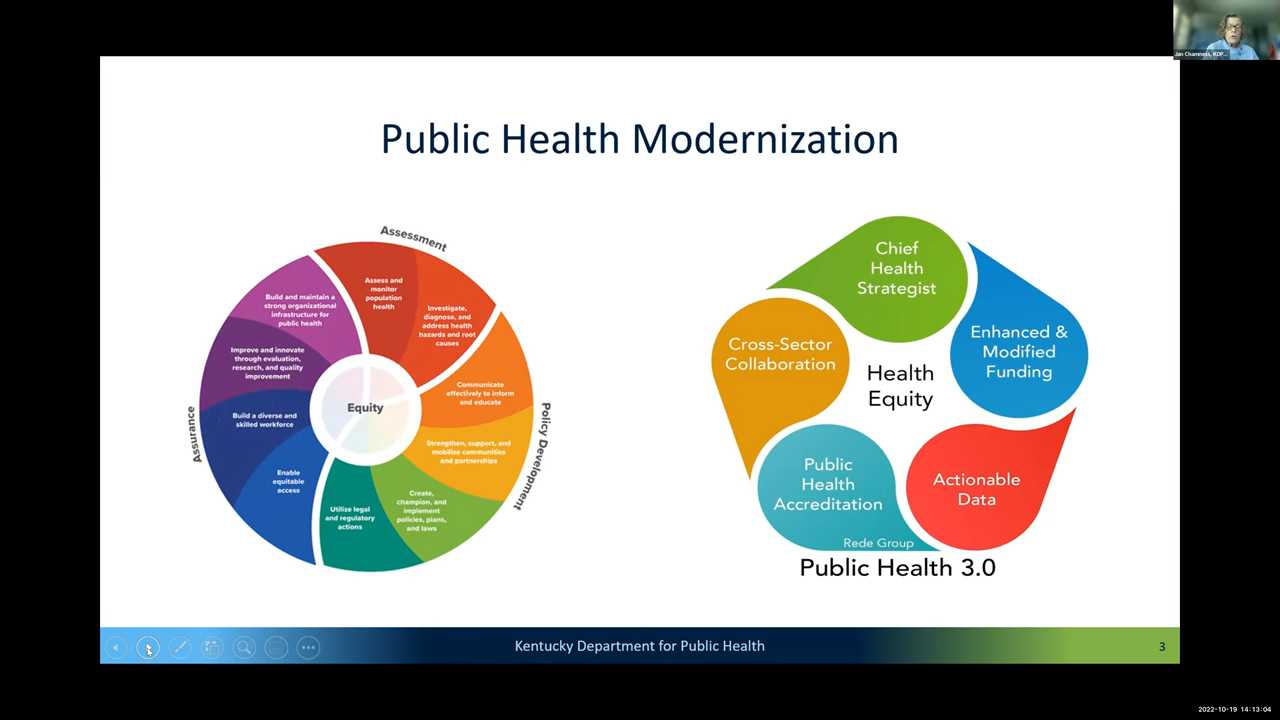 Jan Chamness, KDP...
Public Health Modernization
Assessment
Assess and
monitor
population
health
Investigate,
diagnose, and
address health
hazards and root
causes
Communicate
effectively to inform
and educate
Strengthen, support, and
mobilize communities
and partnerships
Create,
champion, and
implement
policies, plans,
and laws
Utilize legal
and regulatory
actions
Enable
equitable
access
Build a diverse and
skilled workforce
Improve and innovate
through evaluation,
research, and quality
improvement
Build and maintain a
strong organizational
infrastructure for
public health
Equity
Policy Development
Assurance
Chief
Health
Strategist
Enhanced &
Modified
Funding
Actionable
Data
Public
Health
Accreditation
Cross-Sector
Collaboration
Health
Equity
Rede Group
Public Health 3.0
Kentucky Department for Public Health
3
2022-10-19 14:13:04